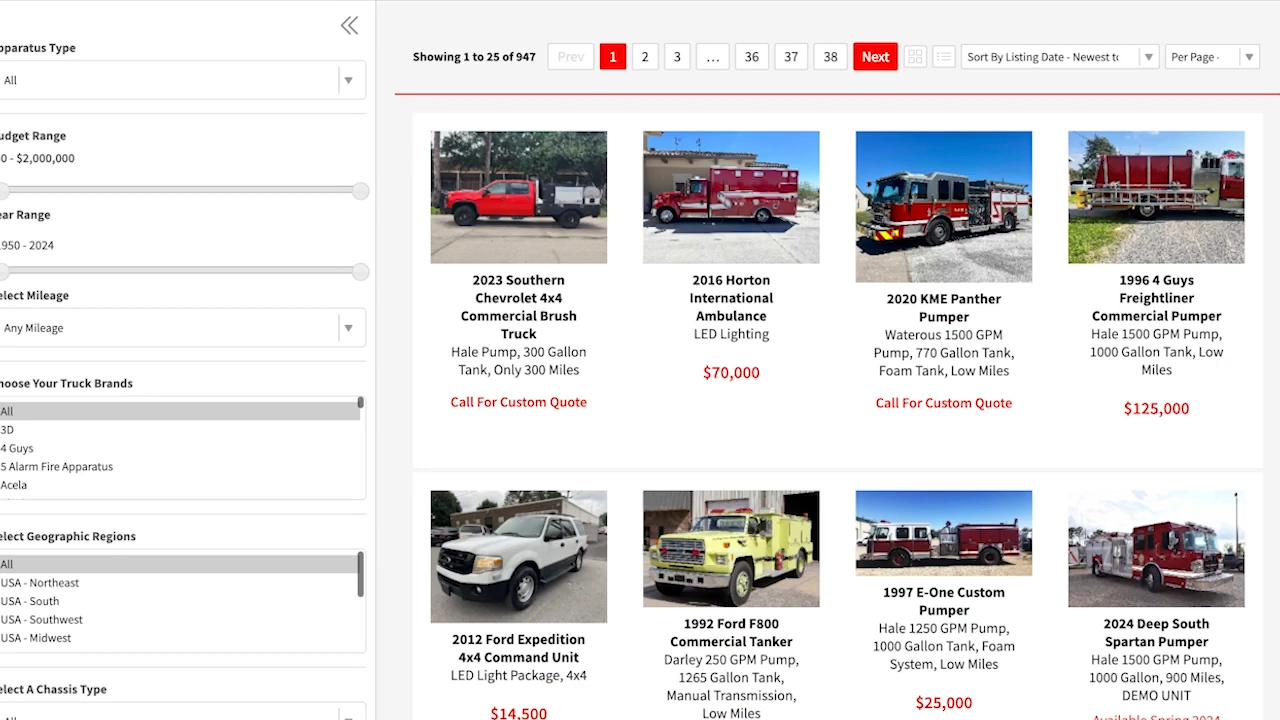 pparatus Type
All
udget Range
0 - $2,000,000
ear Range
1950 - 2024
elect Mileage
Any Mileage
hoose Your Truck Brands
All
3D
4 Guys
5 Alarm Fire Apparatus
Acela
elect Geographic Regions
All
USA - Northeast
USA - South
USA - Southwest
USA - Midwest
elect A Chassis Type
Showing 1 to 25 of 947
Prev
1
2
3
...
36
37
38
Next
Sort By Listing Date - Newest to
Per Page -
2023 Southern
Chevrolet 4x4
Commercial Brush
Truck
Hale Pump, 300 Gallon
Tank, Only 300 Miles
Call For Custom Quote
2016 Horton
International
Ambulance
LED Lighting
$70,000
2020 KME Panther
Pumper
Waterous 1500 GPM
Pump, 770 Gallon Tank,
Foam Tank, Low Miles
Call For Custom Quote
1996 4 Guys
Freightliner
Commercial Pumper
Hale 1500 GPM Pump,
1000 Gallon Tank, Low
Miles
$125,000
2012 Ford Expedition
4x4 Command Unit
LED Light Package, 4x4
$14,500
1992 Ford F800
Commercial Tanker
Darley 250 GPM Pump,
1265 Gallon Tank,
Manual Transmission,
Low Miles
1997 E-One Custom
Pumper
Hale 1250 GPM Pump,
1000 Gallon Tank, Foam
System, Low Miles
$25,000
2024 Deep South
Spartan Pumper
Hale 1500 GPM Pump,
1000 Gallon, 900 Miles,
DEMO UNIT
Available Spring 2024